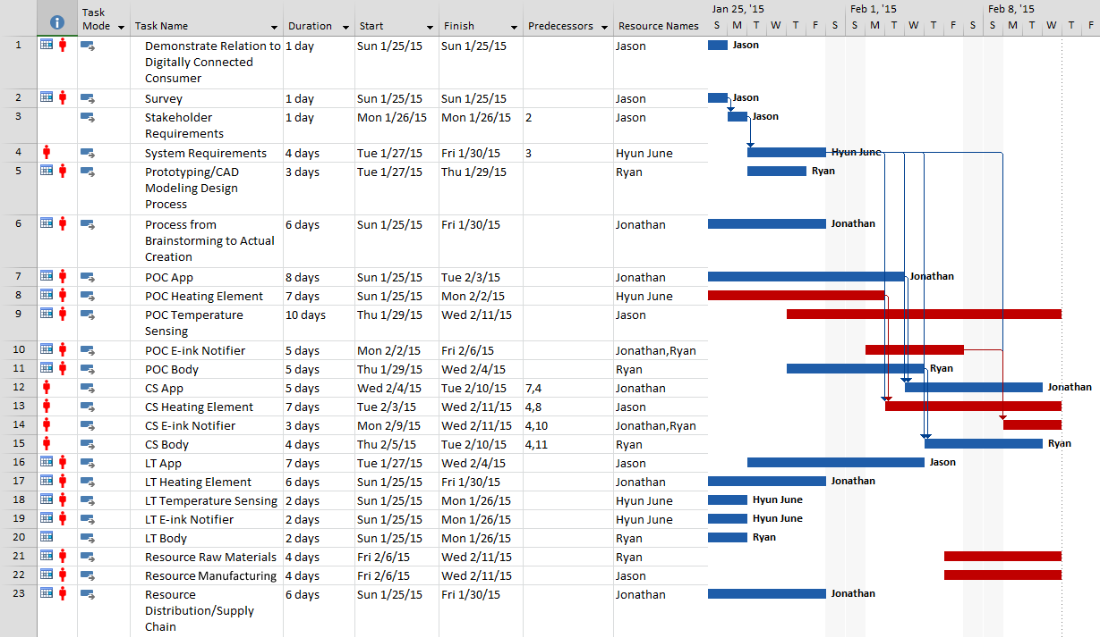 Jan 25, '15 Feb 1, '15 Feb 8, '15
Task
Mode Task Name Duration Start Finish Predecessors Resource Names S M T W T F S S M T W T F S S M T W T F
1 Demonstrate Relation to 1 day Sun 1/25/15 Sun 1/25/15 Jason Jason
Digitally Connected
Consumer
2 Survey 1 day Sun 1/25/15 Sun 1/25/15 Jason Jason
3 Stakeholder 1 day Mon 1/26/15 Mon 1/26/15 2 Jason Jason
Requirements
4 System Requirements 4 days Tue 1/27/15 Fri 1/30/15 3 Hyun June Hyun June
5 Prototyping/CAD 3 days Tue 1/27/15 Thu 1/29/15 Ryan Ryan
Modeling Design
Process
6 Process from 6 days Sun 1/25/15 Fri 1/30/15 Jonathan Jonathan
Brainstorming to Actual
Creation
7 POC App 8 days Sun 1/25/15 Tue 2/3/15 Jonathan Jonathan
8 POC Heating Element 7 days Sun 1/25/15 Mon 2/2/15 Hyun June
9 POC Temperature 10 days Thu 1/29/15 Wed 2/11/15 Jason
Sensing
10 POC E-ink Notifier 5 days Mon 2/2/15 Fri 2/6/15 Jonathan,Ryan
11 POC Body 5 days Thu 1/29/15 Wed 2/4/15 Ryan Ryan
12 CS App 5 days Wed 2/4/15 Tue 2/10/15 7,4 Jonathan Jonathan
13 CS Heating Element 7 days Tue 2/3/15 Wed 2/11/15 4,8 Jason
14 CS E-ink Notifier 3 days Mon 2/9/15 Wed 2/11/15 4,10 Jonathan,Ryan
15 CS Body 4 days Thu 2/5/15 Tue 2/10/15 4,11 Ryan Ryan
16 LT App 7 days Tue 1/27/15 Wed 2/4/15 Jason Jason
17 LT Heating Element 6 days Sun 1/25/15 Fri 1/30/15 Jonathan Jonathan
18 LT Temperature Sensing 2 days Sun 1/25/15 Mon 1/26/15 Hyun June Hyun June
19 LT E-ink Notifier 2 days Sun 1/25/15 Mon 1/26/15 Hyun June Hyun June
20 LT Body 2 days Sun 1/25/15 Mon 1/26/15 Ryan Ryan
21 Resource Raw Materials 4 days Fri 2/6/15 Wed 2/11/15 Ryan
22 Resource Manufacturing 4 days Fri 2/6/15 Wed 2/11/15 Jason
23 Resource 6 days Sun 1/25/15 Fri 1/30/15 Jonathan Jonathan
Distribution/Supply
Chain